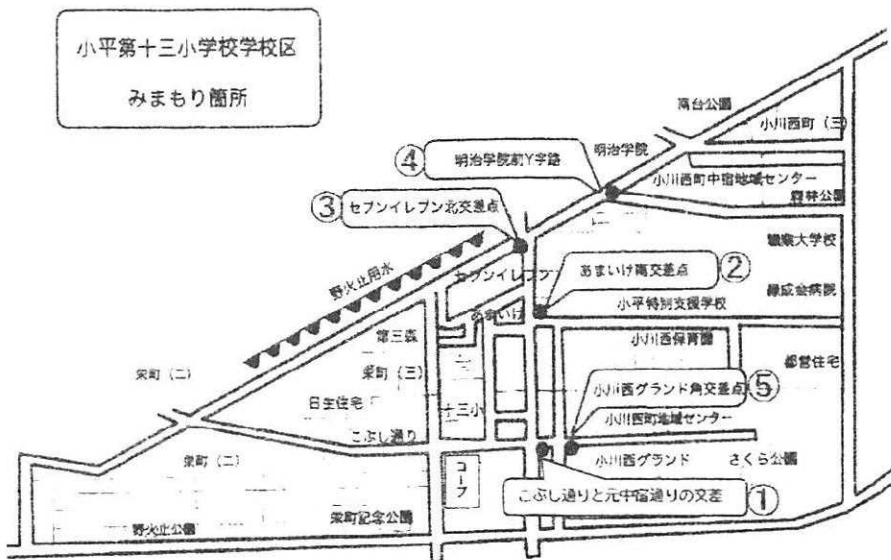 小平第十三小学校学校区
みまもり箇所
南台公園
小川西町（三）
明治学院
④
明治学院前Y字路
小川西町中宿地域センター
③
セブンイレブン北交差点
職業大学校
②
あまいけ南交差点
セブンイレブン
野火止用水
緑成会病院
小平特別支援学校
あまいけ
第三森
小川西保育園
都営住宅
栄町（二）
栄町（三）
小川西グランド角交差点
⑤
日生住宅
十三小
小川西町地域センター
こぶし通り
栄町（二）
コープ
小川西グランド
さくら公園
こぶし通りと元中宿通りの交差
①
栄町記念公園
野火止公園